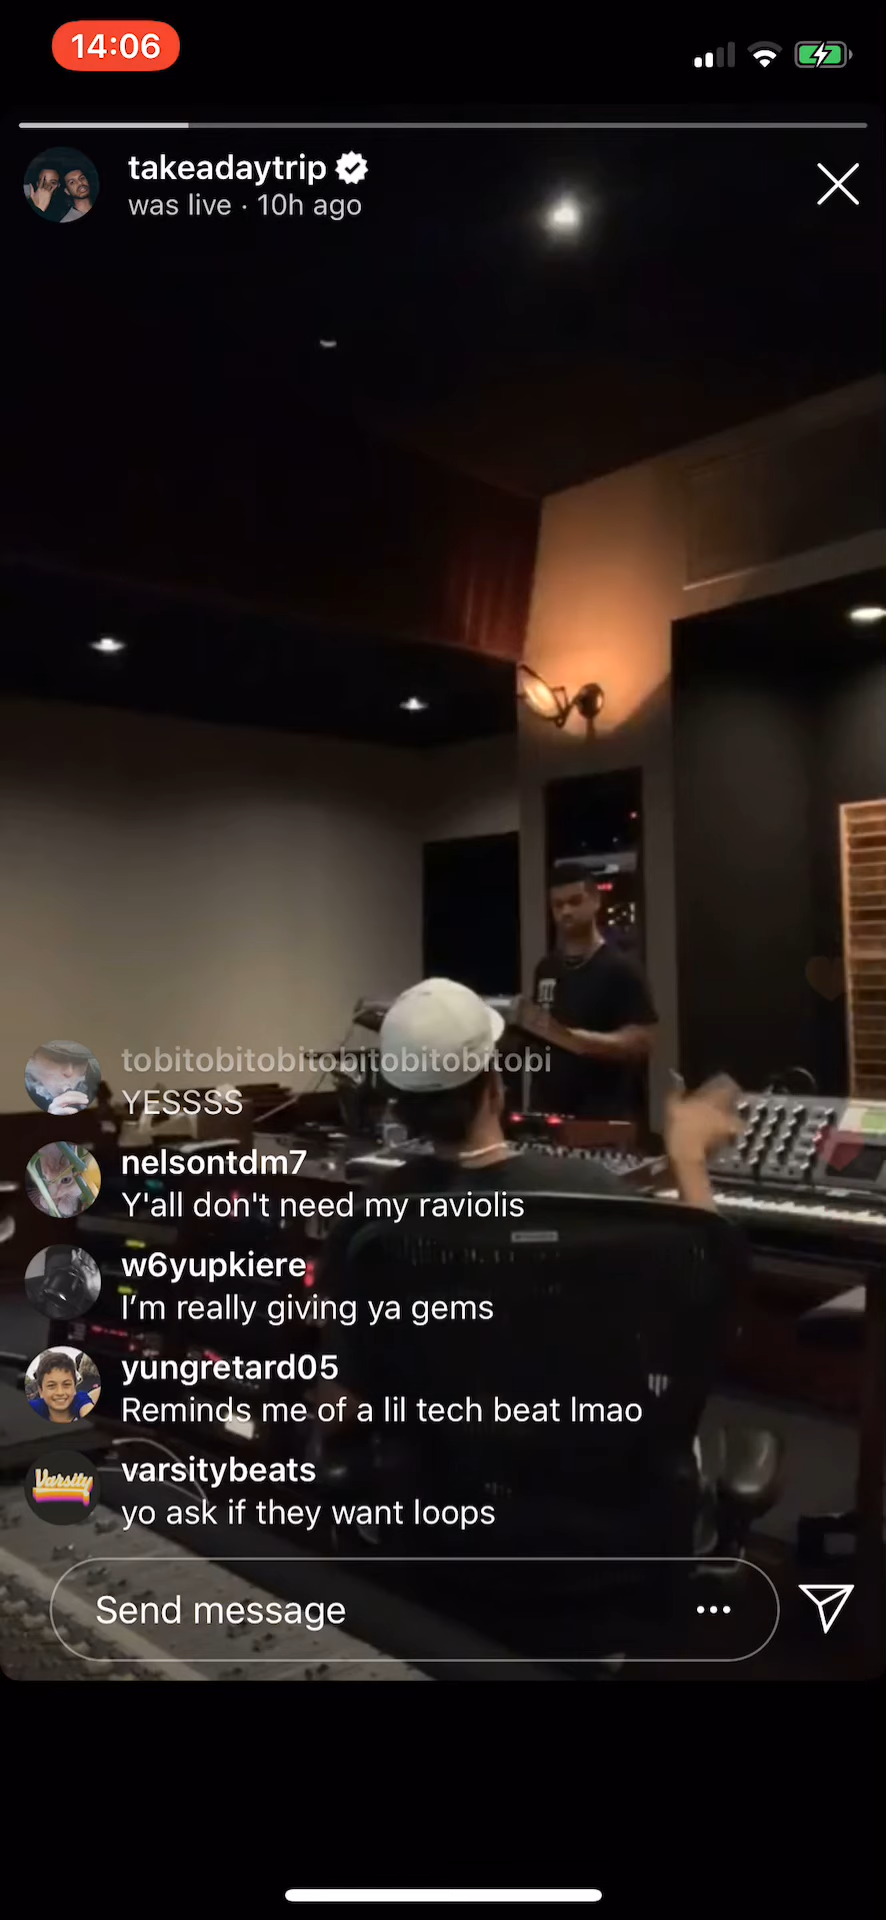 14:06
takeadaytrip
was live · 10h ago
tobitobitobitobitobitobitobi
YESSSS
nelsontdm7
Y'all don't need my raviolis
w6yupkiere
I’m really giving ya gems
yungretard05
Reminds me of a lil tech beat lmao
Varsity
varsitybeats
yo ask if they want loops
Send message